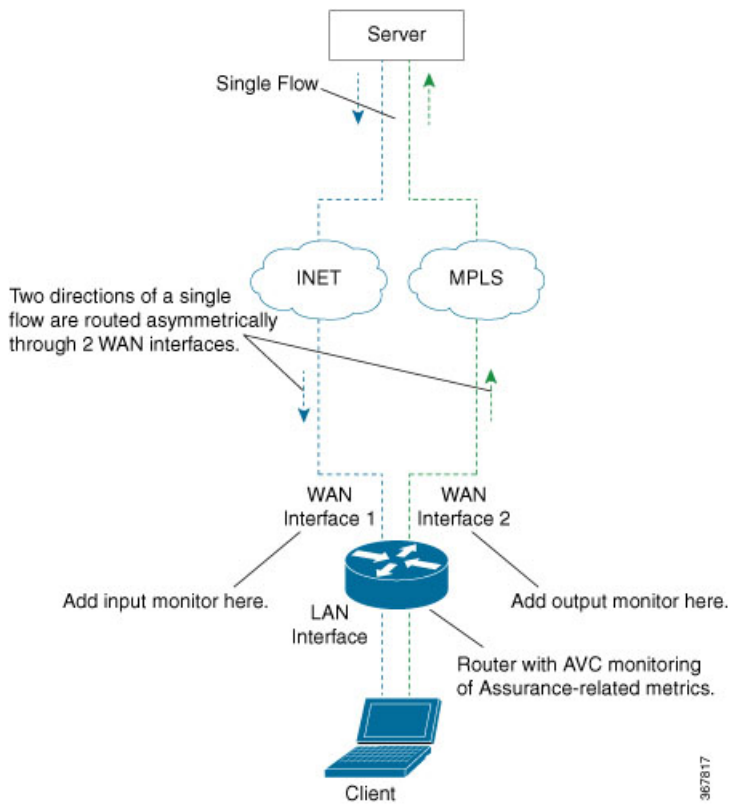 Server
Single Flow
INET
MPLS
Two directions of a single
flow are routed asymmetrically
through 2 WAN interfaces.
WAN
Interface 1
WAN
Interface 2
Add input monitor here.
Add output monitor here.
LAN
Interface
Router with AVC monitoring
of Assurance-related metrics.
Client
367817